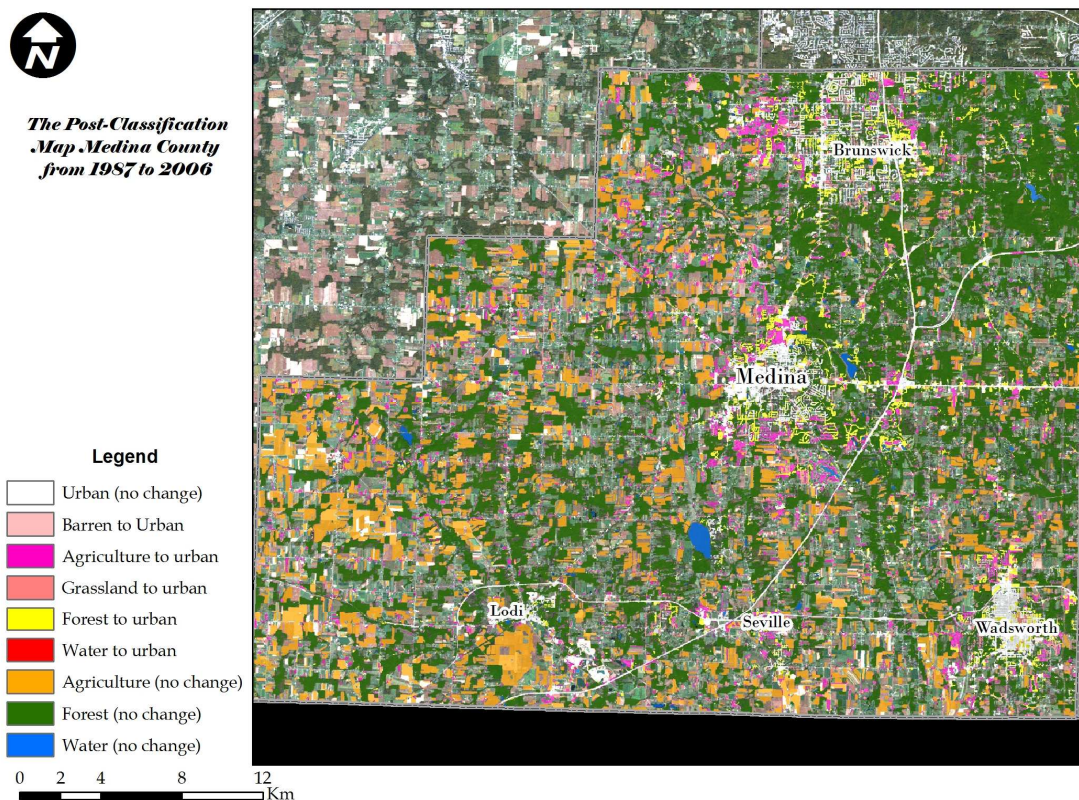 N
The Post-Classification
Map Medina County
from 1987 to 2006
Legend
Urban (no change)
Barren to Urban
Agriculture to urban
Grassland to urban
Forest to urban
Water to urban
Agriculture (no change)
Forest (no change)
Water (no change)
0 2 4 8 12
Km
Brunswick
Medina
Lodi
Seville
Wadsworth